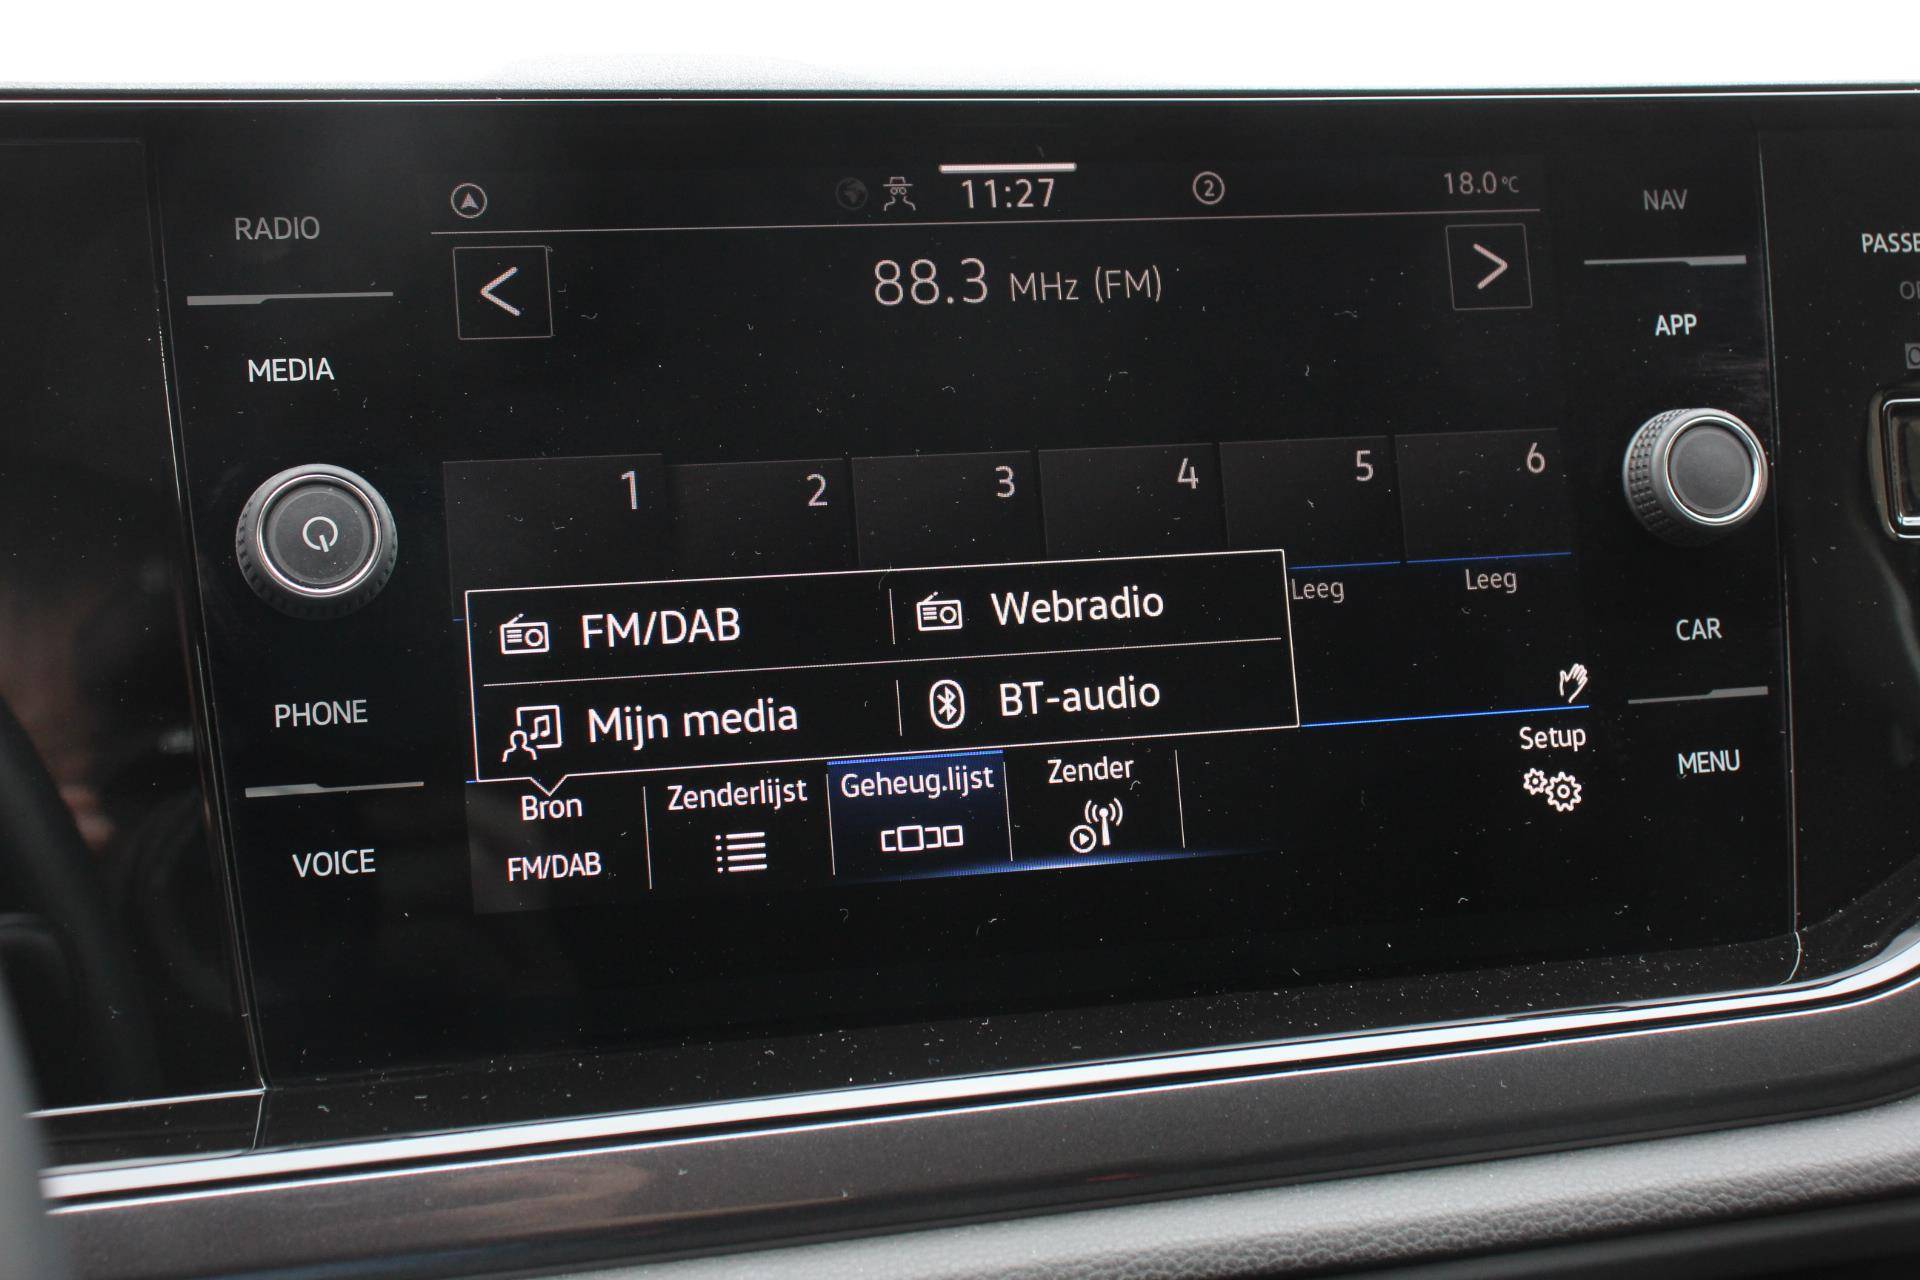 11:27
2
18.0°C
RADIO
NAV
88.3 MHz (FM)
MEDIA
APP
1 2 3 4 5 6
Leeg Leeg
FM/DAB Webradio
Mijn media BT-audio
PHONE
CAR
Bron Zenderlijst Geheug.lijst Zender Setup
FM/DAB
VOICE
MENU